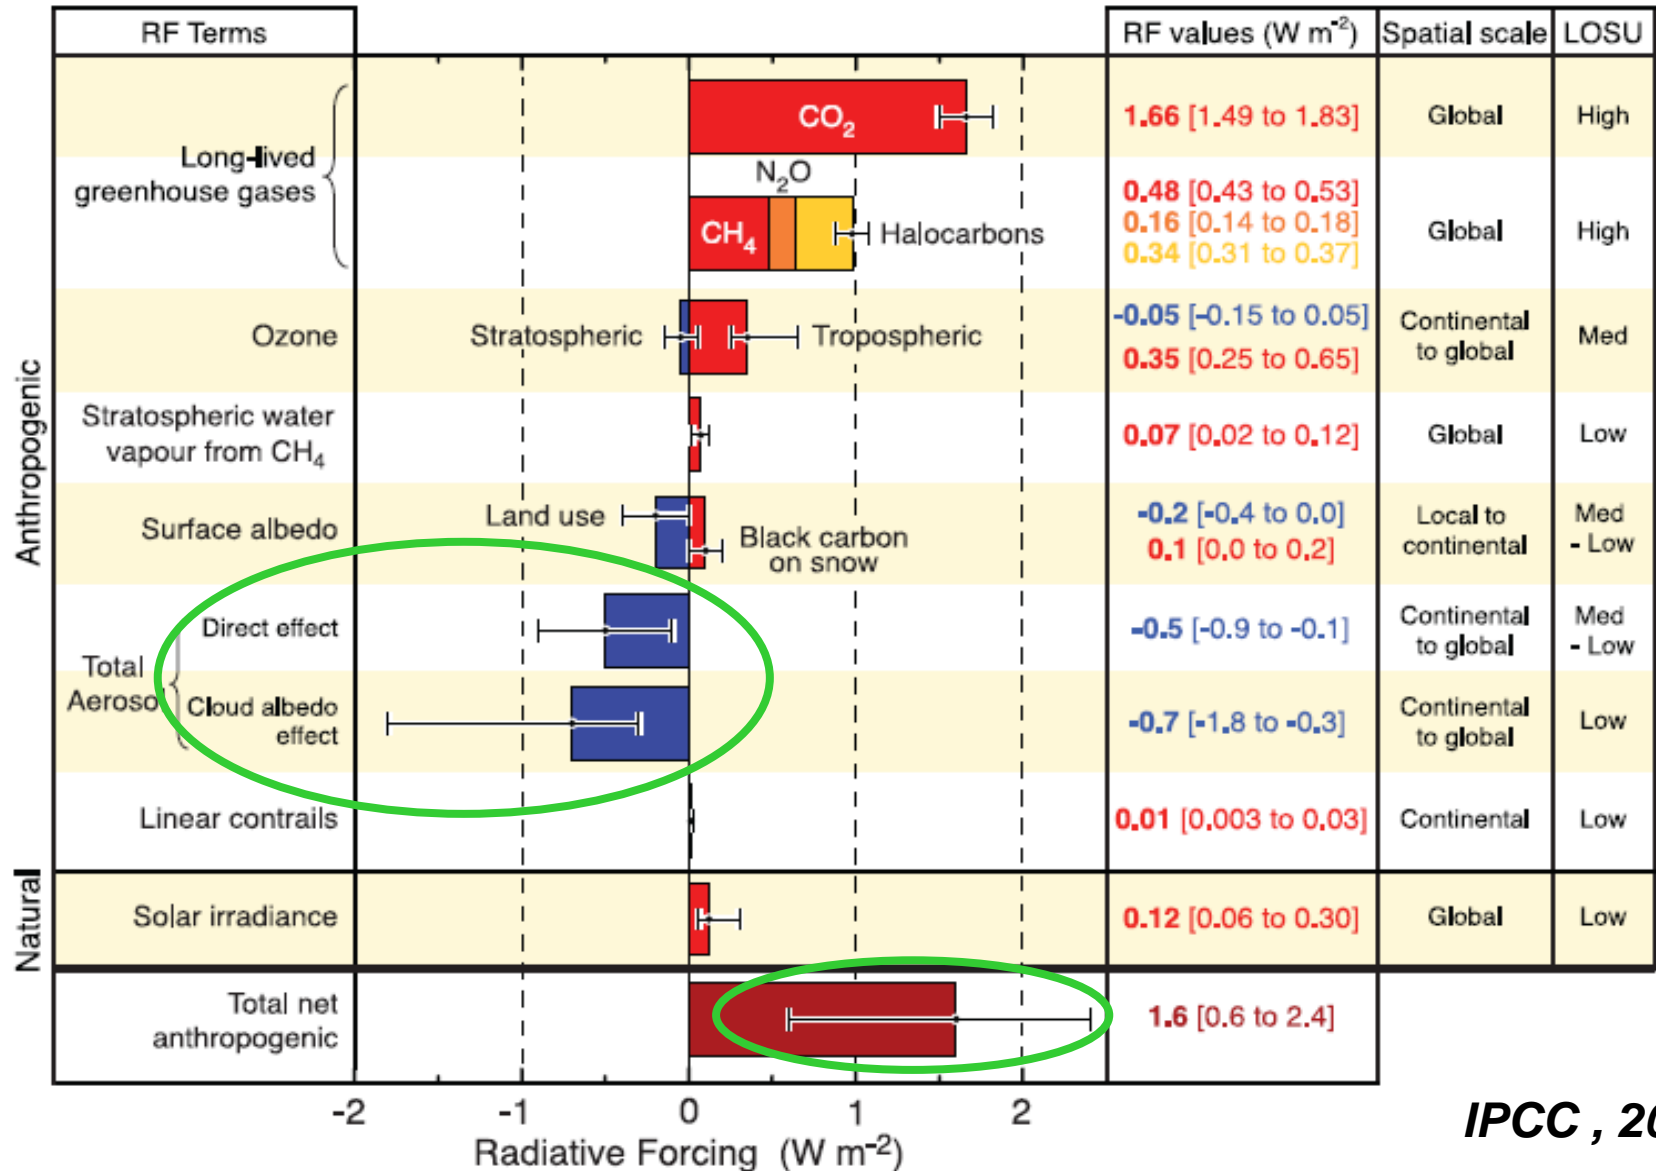 RF Terms
RF values (W m⁻²)
Spatial scale
LOSU
Anthropogenic
Long-lived
greenhouse gases
CO₂
1.66 [1.49 to 1.83]
Global
High
N₂O
CH₄
Halocarbons
0.48 [0.43 to 0.53]
0.16 [0.14 to 0.18]
0.34 [0.31 to 0.37]
Global
High
Ozone
Stratospheric
Tropospheric
-0.05 [-0.15 to 0.05]
0.35 [0.25 to 0.65]
Continental
to global
Med
Stratospheric water
vapour from CH₄
0.07 [0.02 to 0.12]
Global
Low
Surface albedo
Land use
Black carbon
on snow
-0.2 [-0.4 to 0.0]
0.1 [0.0 to 0.2]
Local to
continental
Med
- Low
Total
Aeroso
Direct effect
-0.5 [-0.9 to -0.1]
Continental
to global
Med
- Low
Cloud albedo
effect
-0.7 [-1.8 to -0.3]
Continental
to global
Low
Linear contrails
0.01 [0.003 to 0.03]
Continental
Low
Natural
Solar irradiance
0.12 [0.06 to 0.30]
Global
Low
Total net
anthropogenic
1.6 [0.6 to 2.4]
-2 -1 0 1 2
Radiative Forcing (W m⁻²)
IPCC ,